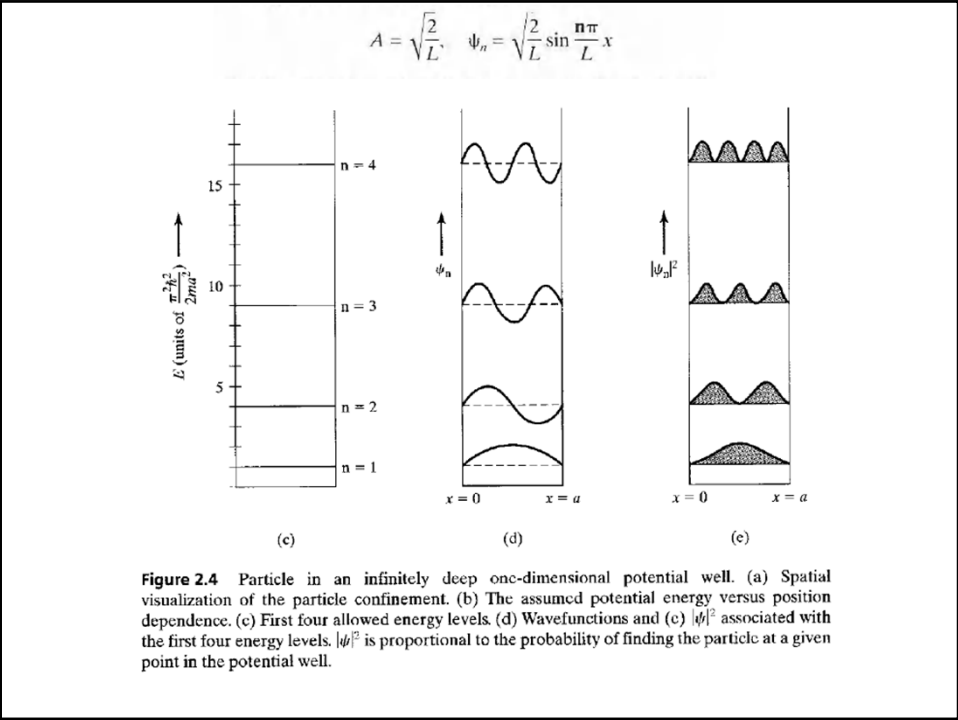 A = √(2/L), ψₙ = √(2/L) sin nπ/L x
n = 4
15
E (units of π²ℏ²/2ma²)
10
n = 3
5
n = 2
n = 1
(c)
ψₙ
x = 0 x = a
(d)
|ψₙ|²
x = 0 x = a
(e)
Figure 2.4 Particle in an infinitely deep one-dimensional potential well. (a) Spatial
visualization of the particle confinement. (b) The assumed potential energy versus position
dependence. (c) First four allowed energy levels. (d) Wavefunctions and (e) |ψ|² associated with
the first four energy levels. |ψ|² is proportional to the probability of finding the particle at a given
point in the potential well.